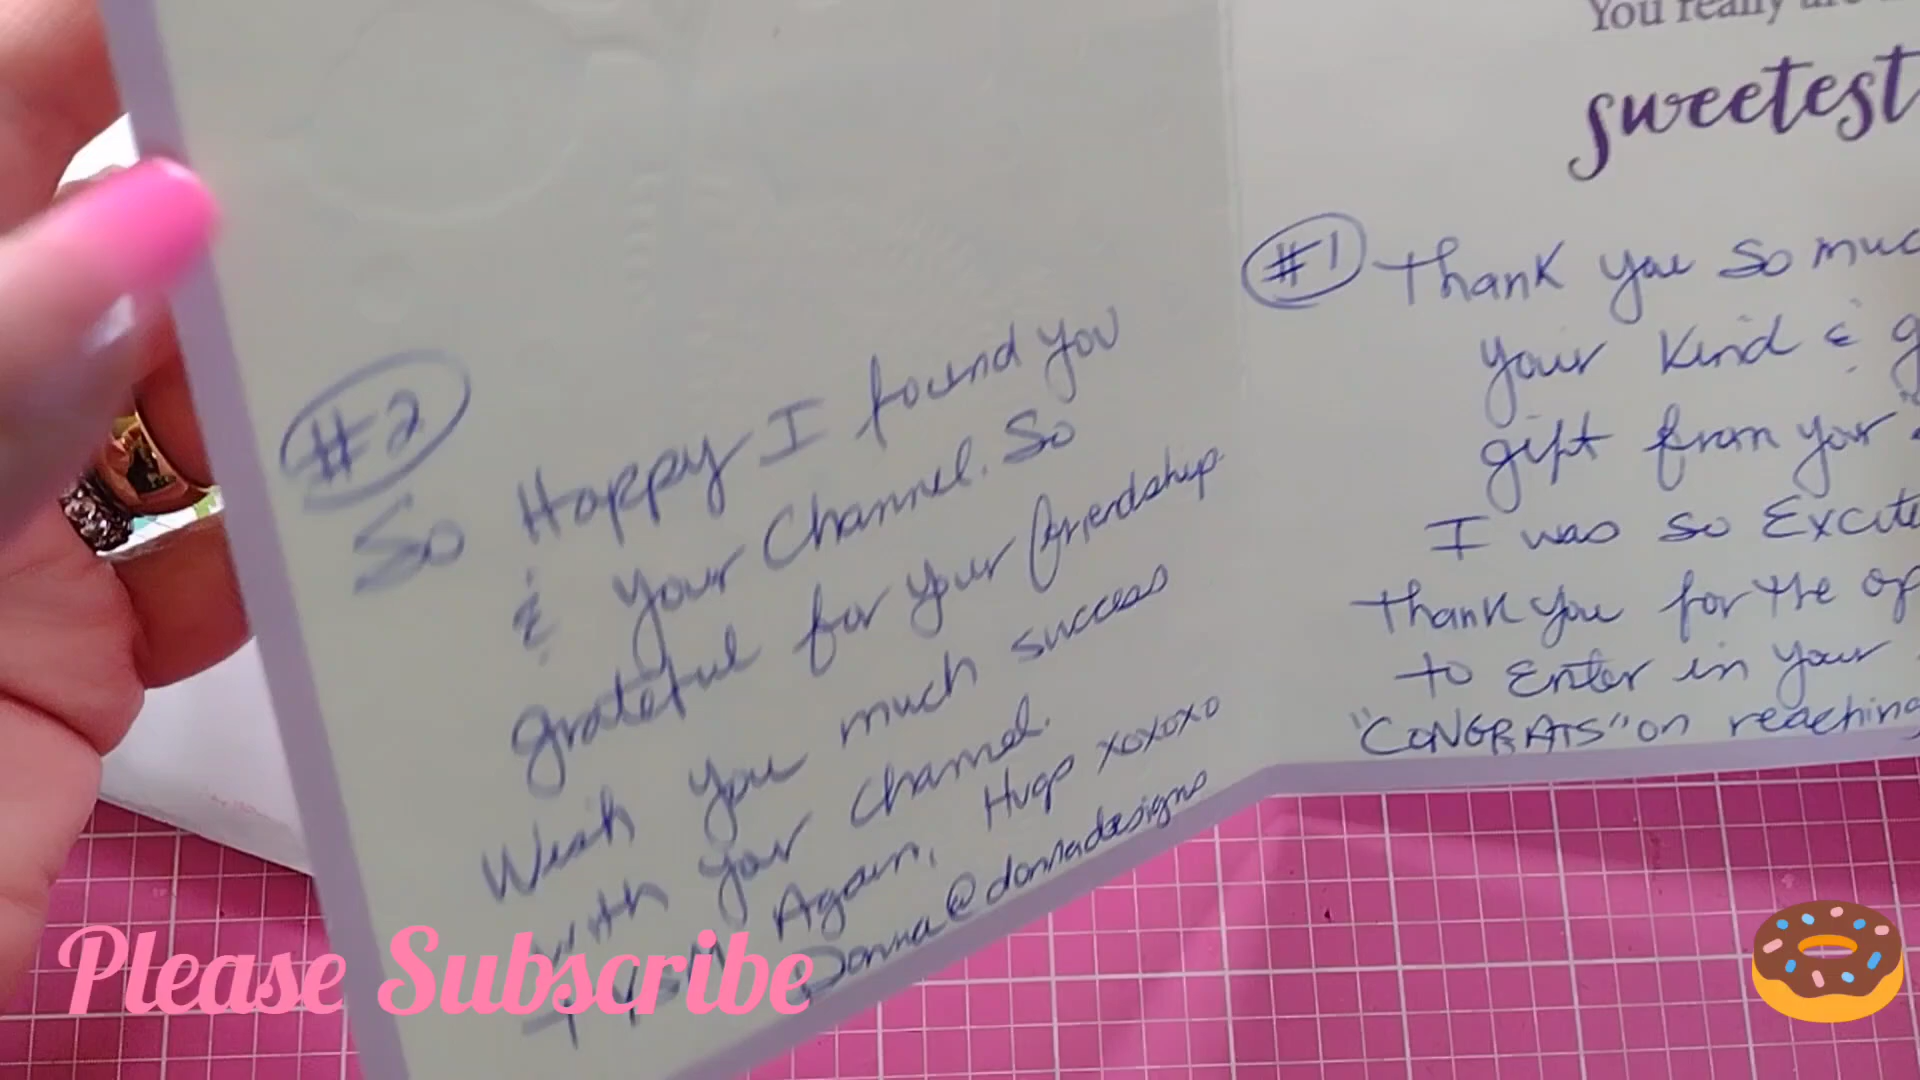 #2
So Happy I found you
& your Channel. So
grateful for your friendship.
Wish you much success
with your Channel.
TYSM Again, Hugs xoxoxo
Donna@donnadesigns
You really are
sweetest
#1 Thank you so
your Kind &
gift from your
I was so
Thank you for the
to Enter in your
"CONGRATS" on reaching
Please Subscribe